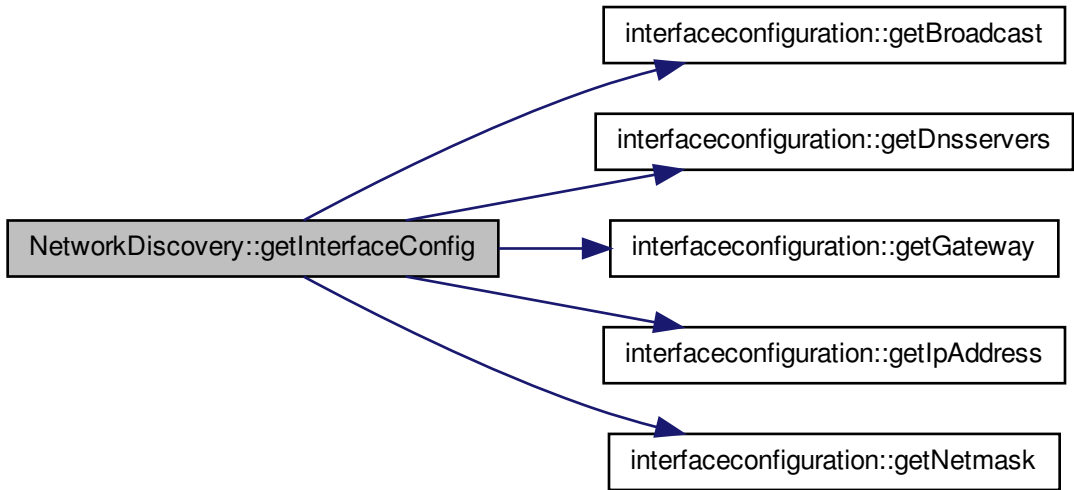 interfaceconfiguration::getBroadcast
interfaceconfiguration::getDnsservers
NetworkDiscovery::getInterfaceConfig
interfaceconfiguration::getGateway
interfaceconfiguration::getIpAddress
interfaceconfiguration::getNetmask